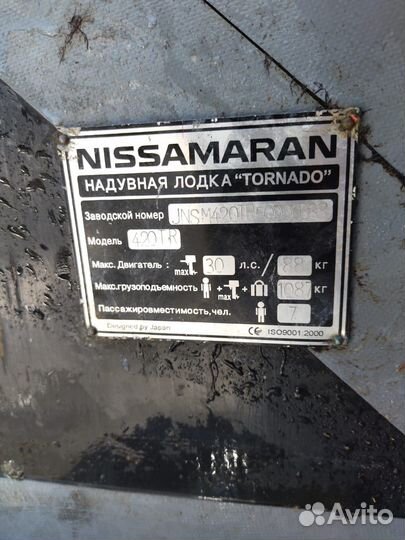 NISSAMARAN
НАДУВНАЯ ЛОДКА "TORNADO"
Заводской номер
Модель 420TR
Макс. Двигатель : max 30 л.с./ 88 кг
Макс.грузоподъемность + max + 1087 кг
Пассажировместимость, чел. 7
Designed by Japan CE ISO9001:2000
Avito